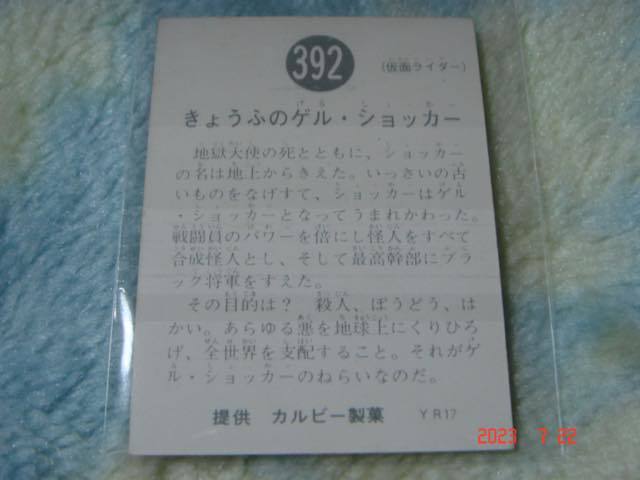 392
(仮面ライダー)
きょうふのゲル・ショッカー
地獄大使の死とともに、ショッカー
の名は地上からきえた。いっさいの古
いものをなげすて、ショッカーはゲル
・ショッカーとなってうまれかわった。
戦闘員のパワーを倍にし怪人をすべて
合成怪人とし、そして最高幹部にブラ
ック将軍をすえた。
その目的は? 殺人、ぼうどう、は
かい。あらゆる悪を地球上にくりひろ
げ、全世界を支配すること。それがゲ
ル・ショッカーのねらいなのだ。
提供 カルビー製菓 YR17
2023 7 22